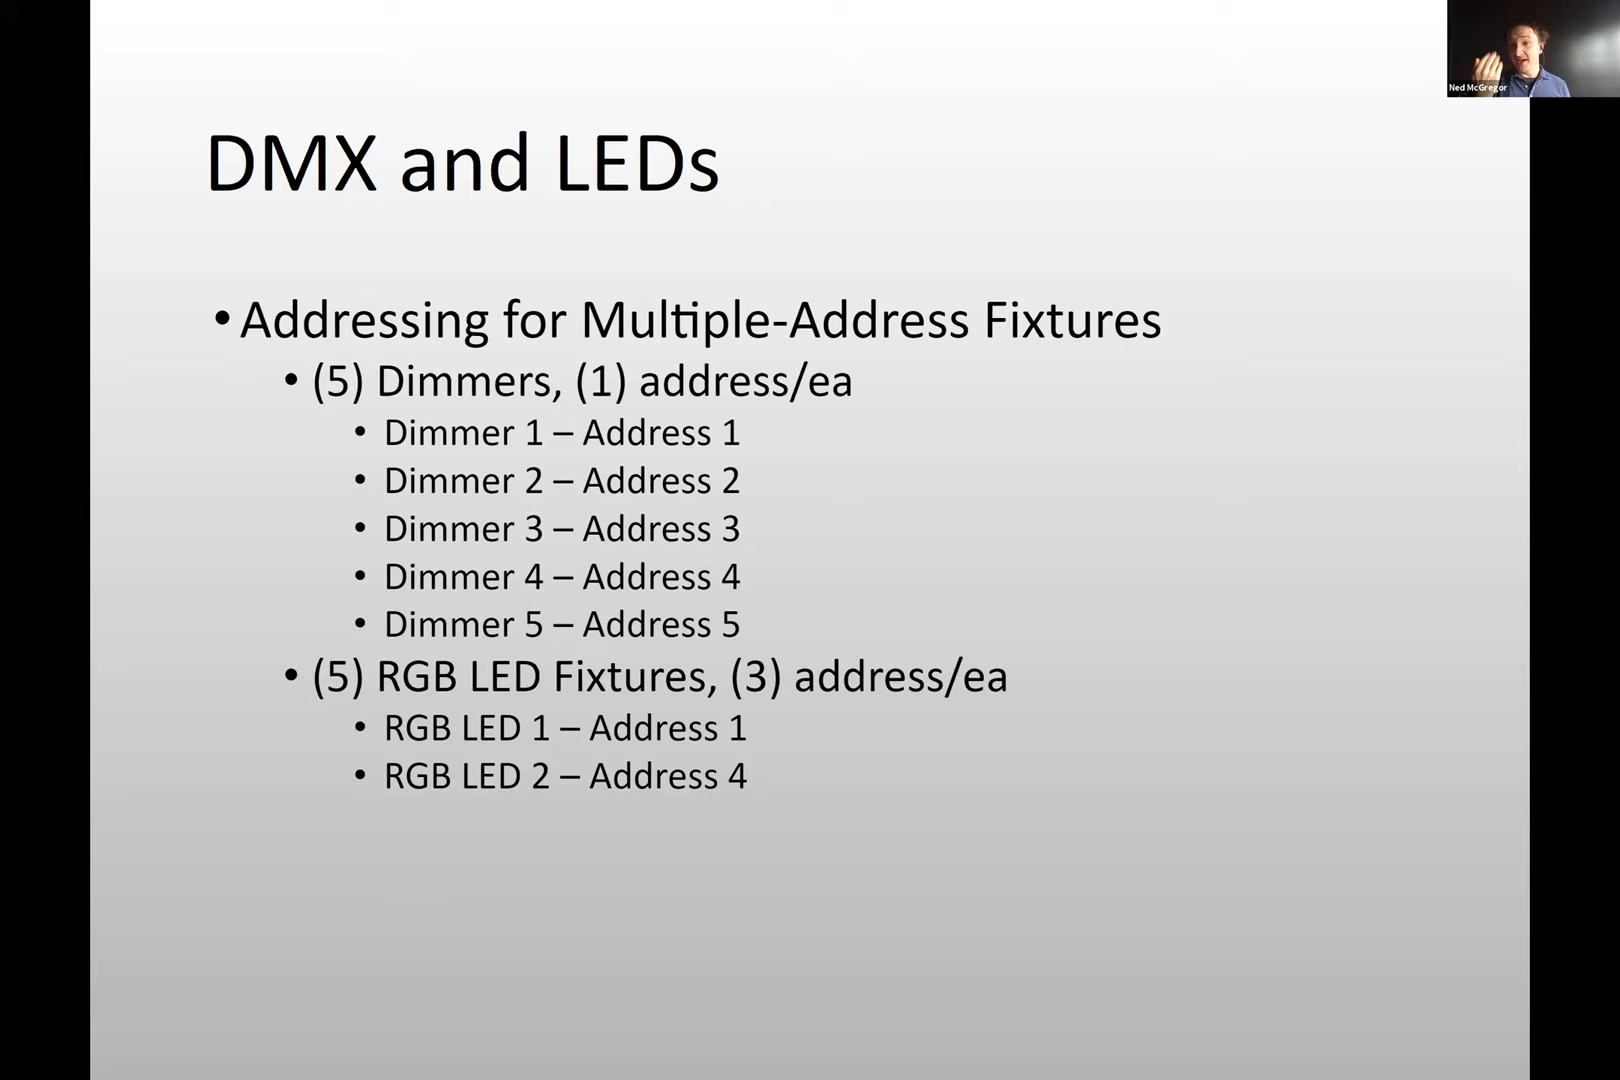 Ned McGregor
DMX and LEDs
• Addressing for Multiple-Address Fixtures
• (5) Dimmers, (1) address/ea
• Dimmer 1 – Address 1
• Dimmer 2 – Address 2
• Dimmer 3 – Address 3
• Dimmer 4 – Address 4
• Dimmer 5 – Address 5
• (5) RGB LED Fixtures, (3) address/ea
• RGB LED 1 – Address 1
• RGB LED 2 – Address 4